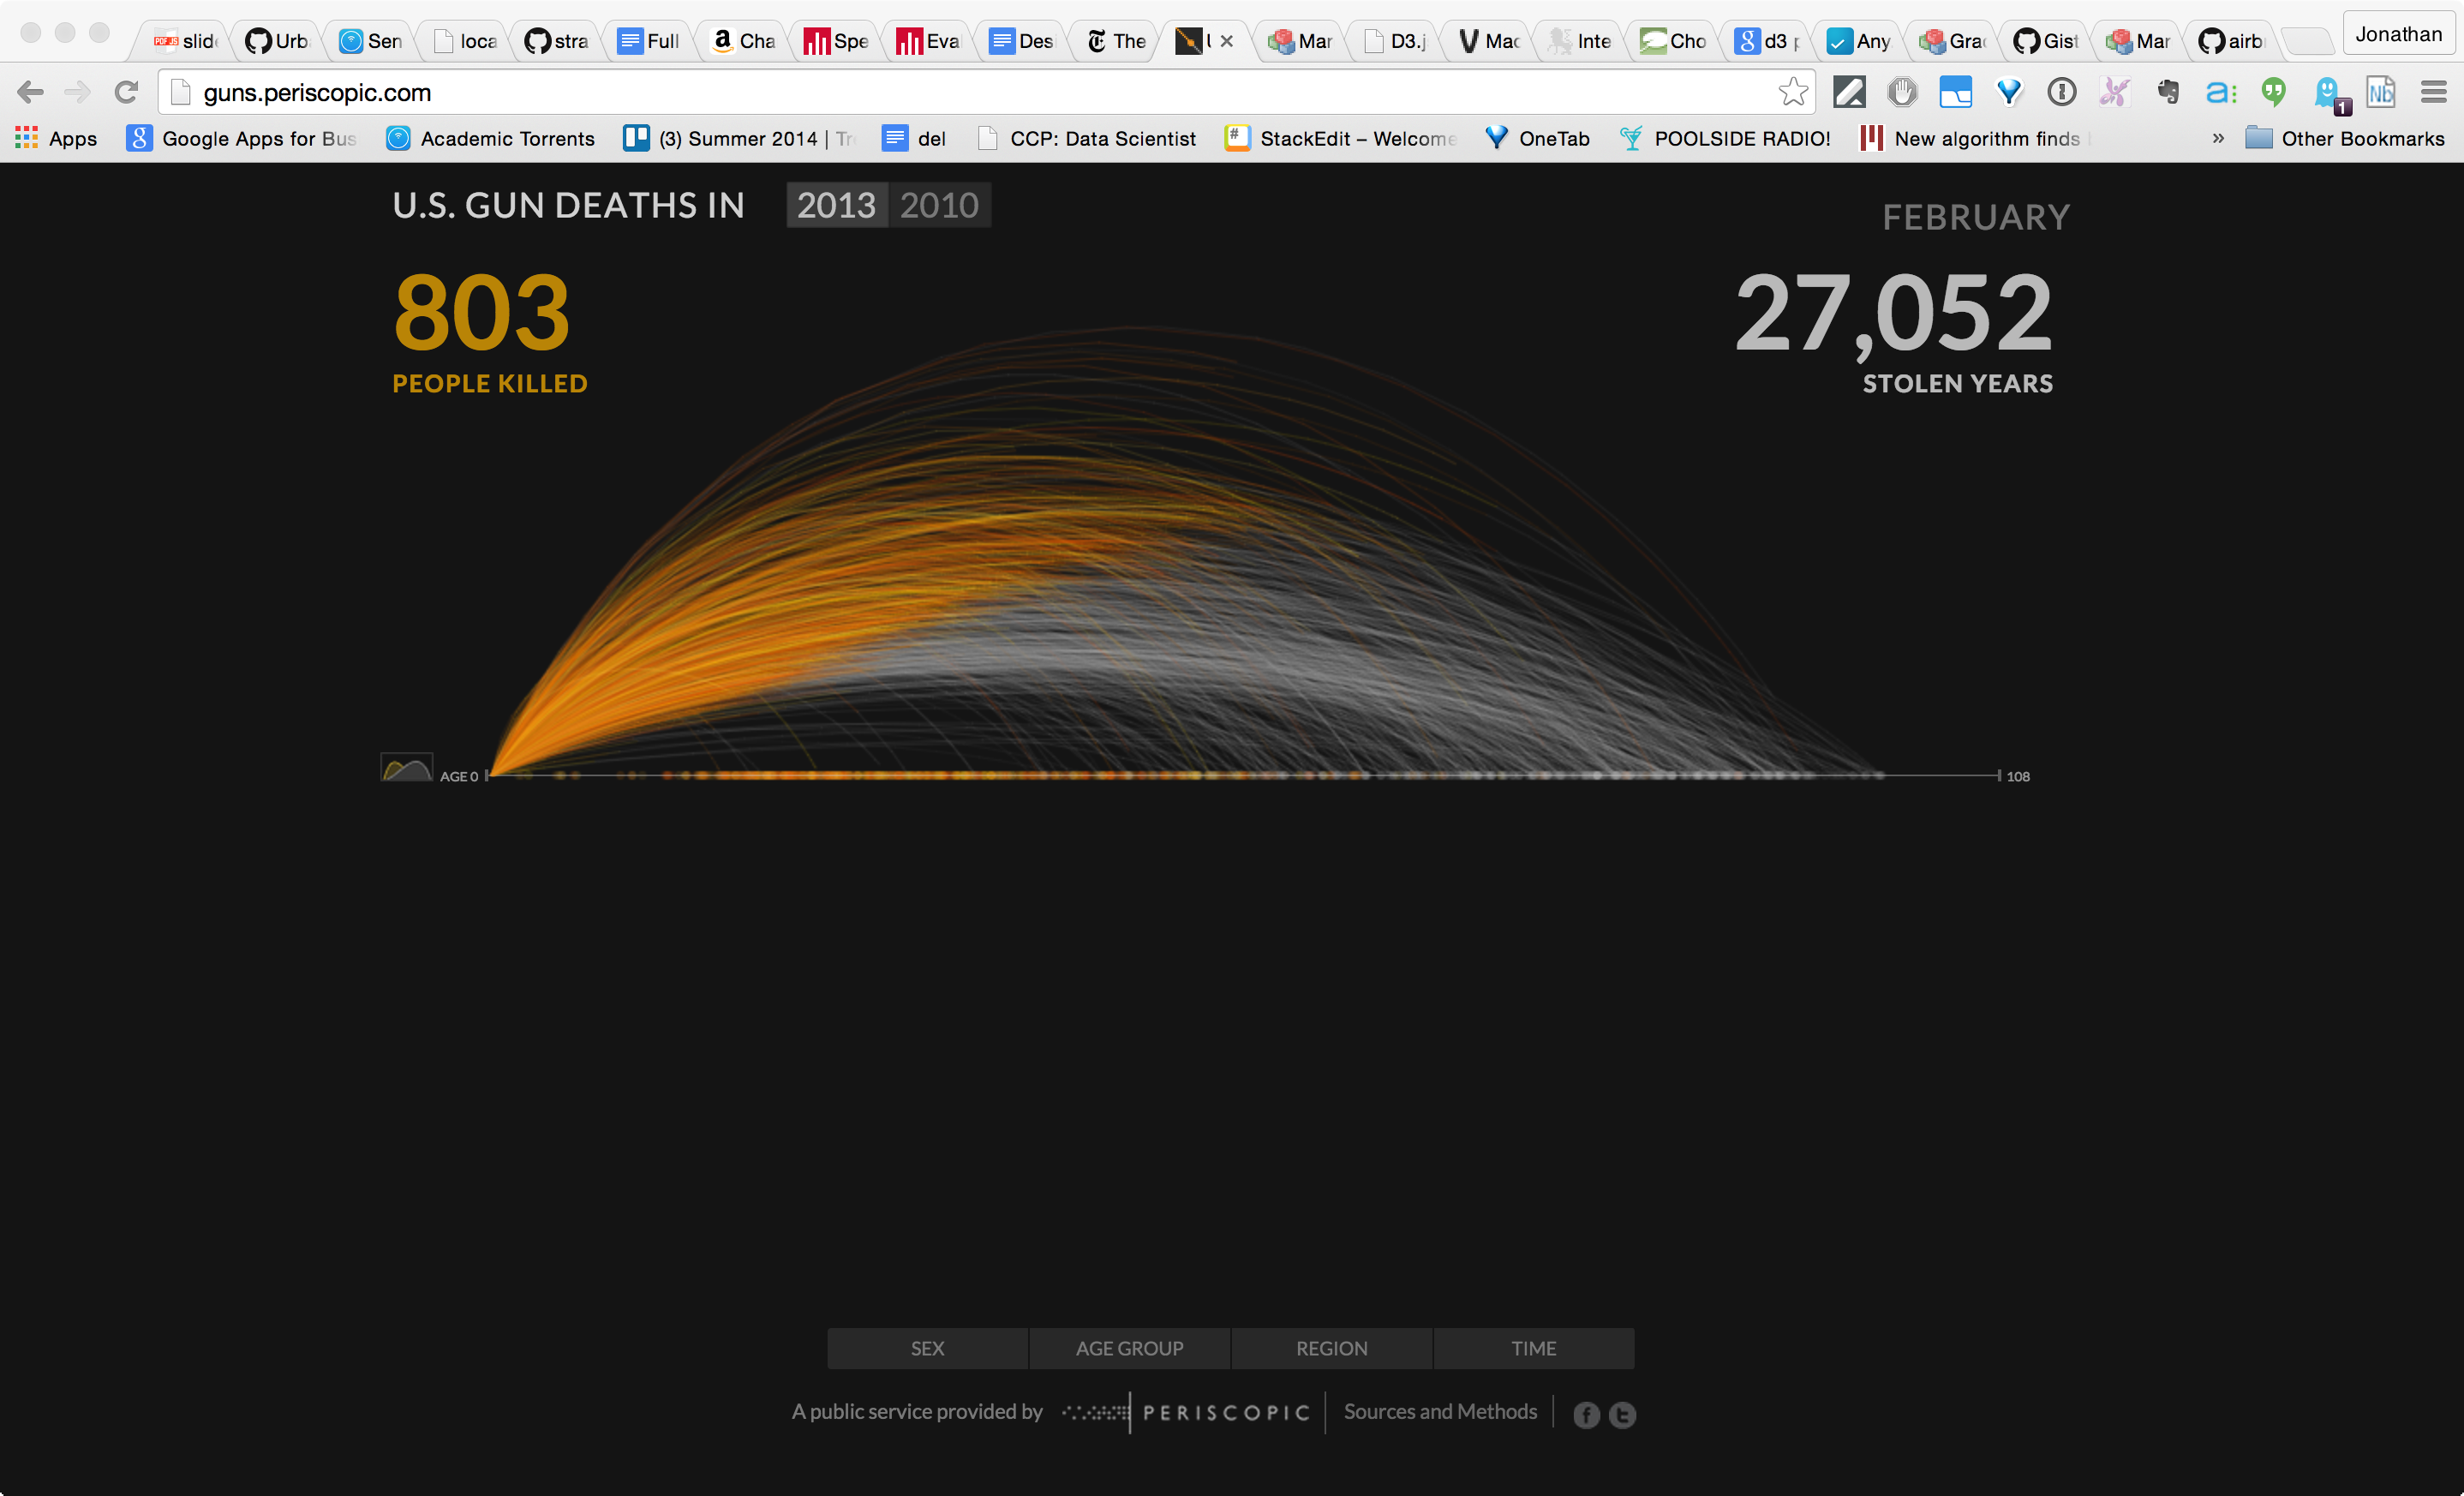 slid Urb Sen loca stra Full Cha Spe Eva Des The Mar D3.j Mac Inte Cho d3 Any Gra Gist Mar airb Jonathan
guns.periscopic.com
1
Apps Google Apps for Bus Academic Torrents (3) Summer 2014 | Tr del CCP: Data Scientist StackEdit – Welcome OneTab POOLSIDE RADIO! New algorithm finds » Other Bookmarks
U.S. GUN DEATHS IN 2013 2010
FEBRUARY
803
PEOPLE KILLED
27,052
STOLEN YEARS
AGE 0
108
SEX AGE GROUP REGION TIME
A public service provided by PERISCOPIC Sources and Methods